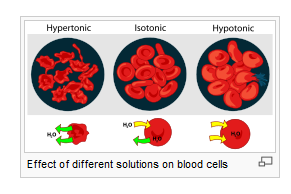 Hypertonic Isotonic Hypotonic
H₂O H₂O H₂O
Effect of different solutions on blood cells